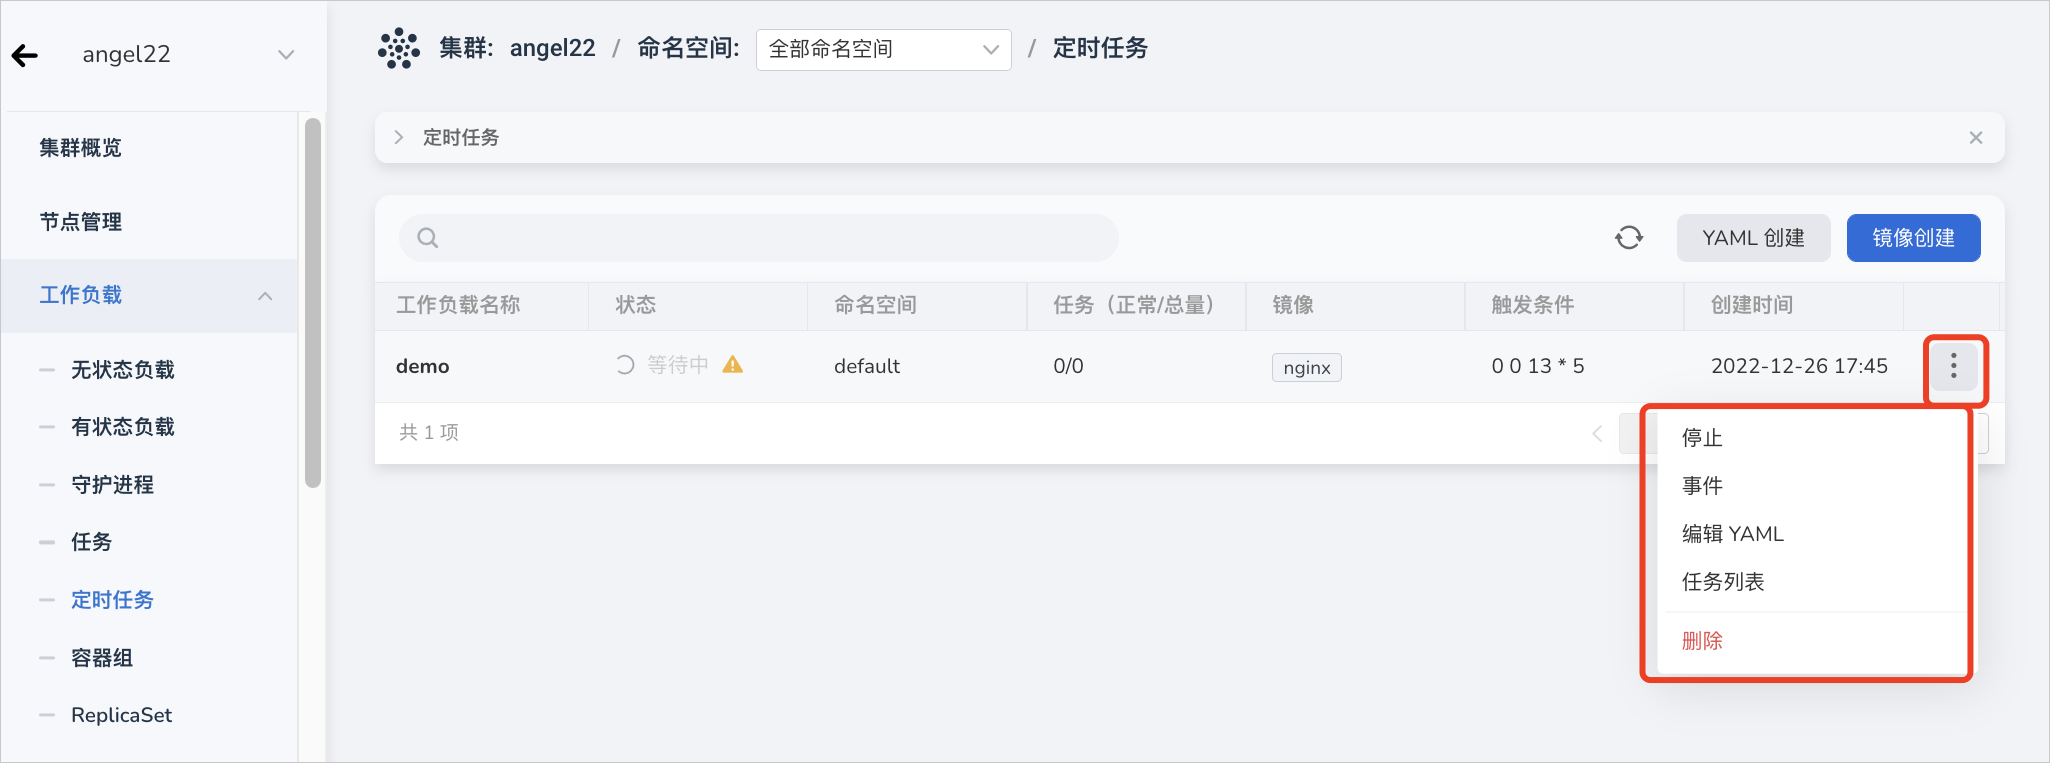 angel22
集群: angel22 / 命名空间: 全部命名空间 / 定时任务
集群概览
节点管理
工作负载
无状态负载
有状态负载
守护进程
任务
定时任务
容器组
ReplicaSet
定时任务
YAML 创建 镜像创建
工作负载名称 状态 命名空间 任务（正常/总量） 镜像 触发条件 创建时间
demo 等待中 default 0/0 nginx 0 0 13 * 5 2022-12-26 17:45
共 1 项
停止
事件
编辑 YAML
任务列表
删除